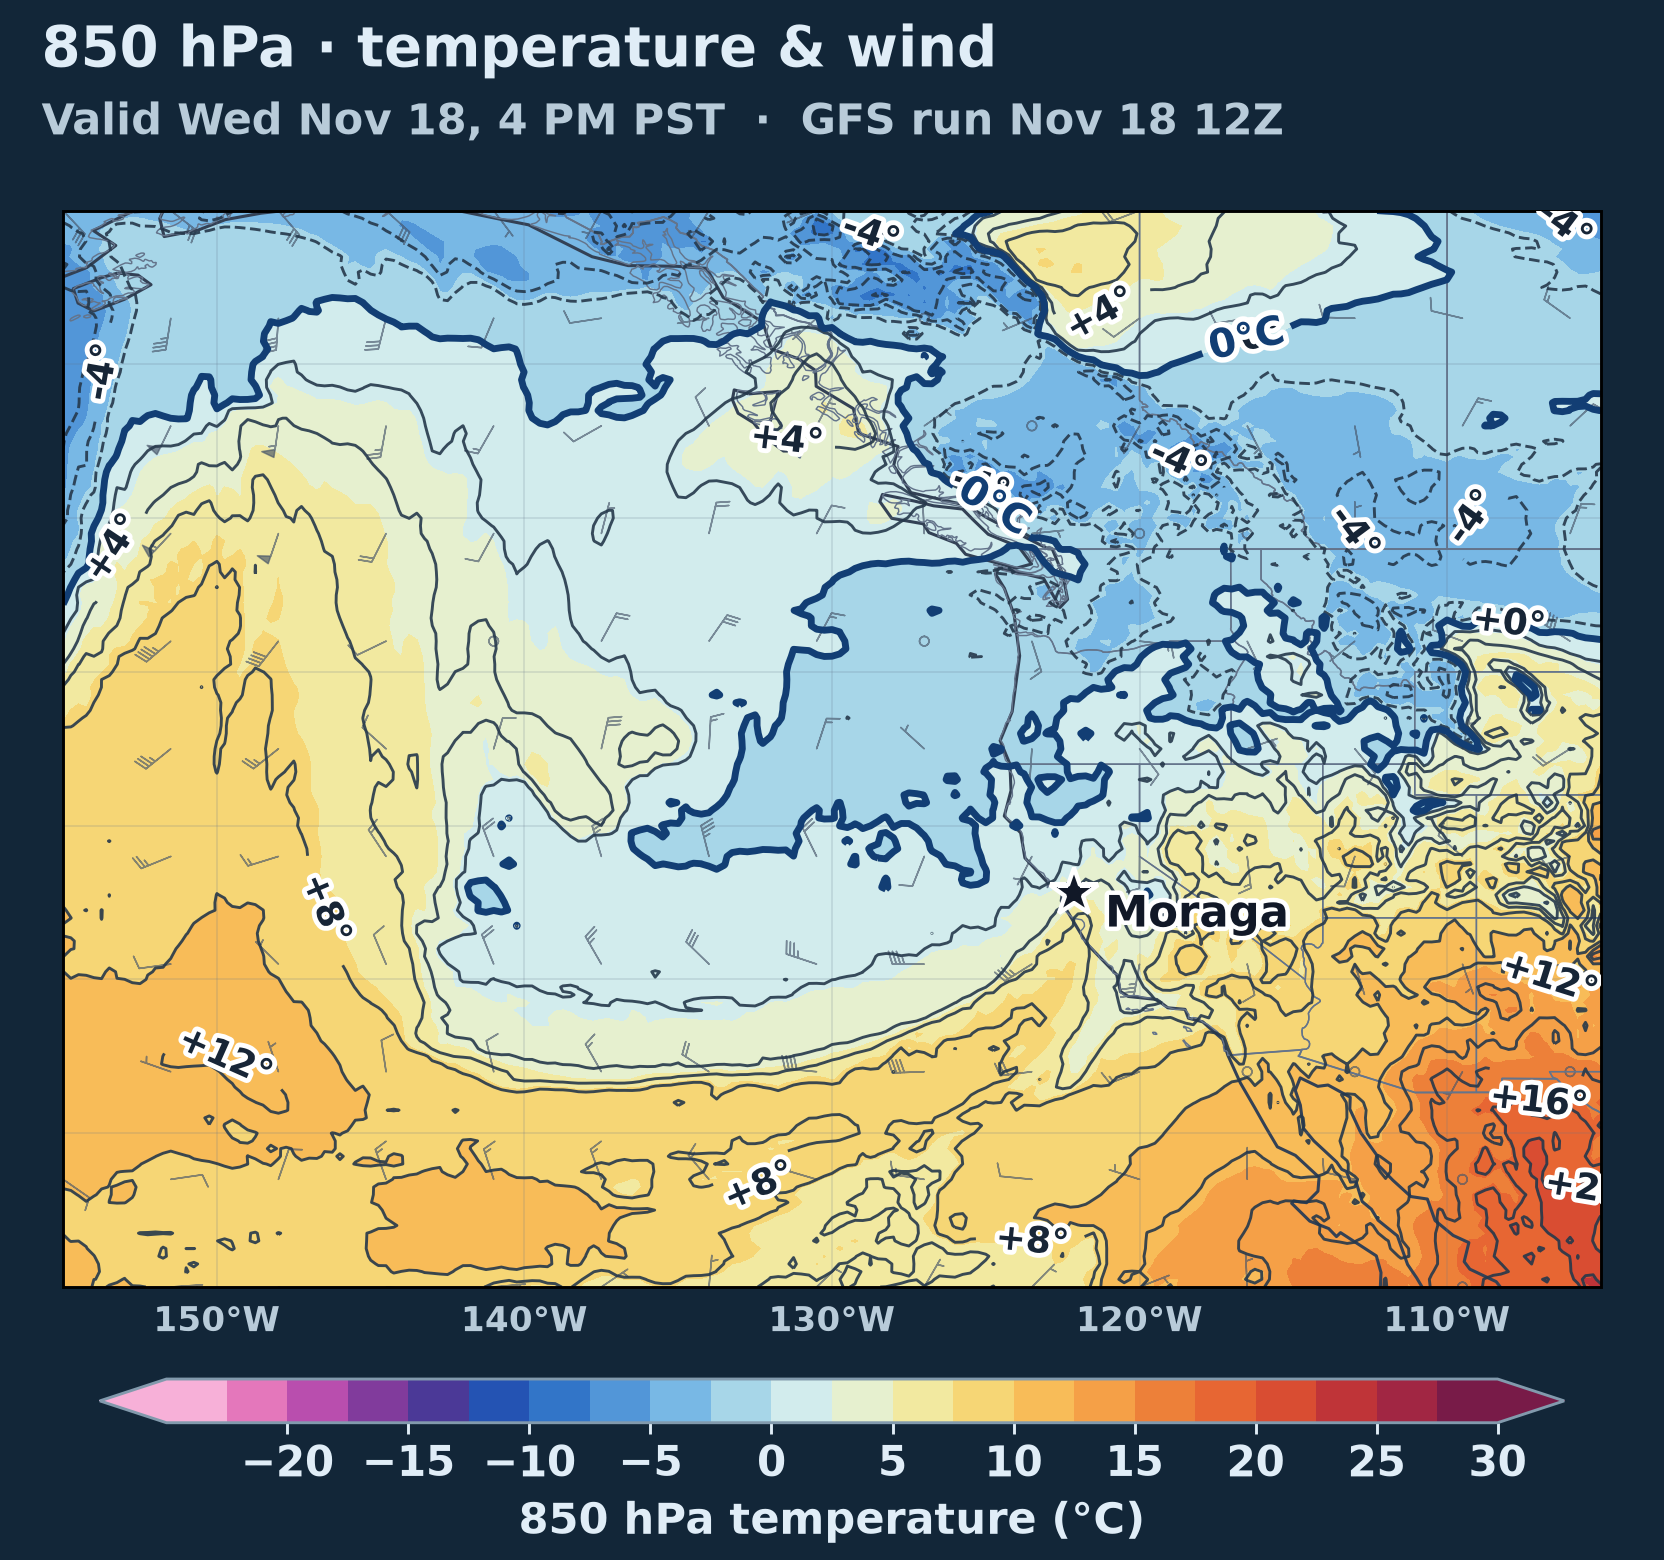 850 hPa · temperature & wind
Valid Wed Nov 18, 4 PM PST · GFS run Nov 18 12Z
-4°
-4°
+4°
0°C
-4°
+4°
-4°
0°C
-4°
-4°
+4°
+0°
+8°
Moraga
+12°
+12°
+16°
+8°
+2
+8°
150°W 140°W 130°W 120°W 110°W
−20 −15 −10 −5 0 5 10 15 20 25 30
850 hPa temperature (°C)